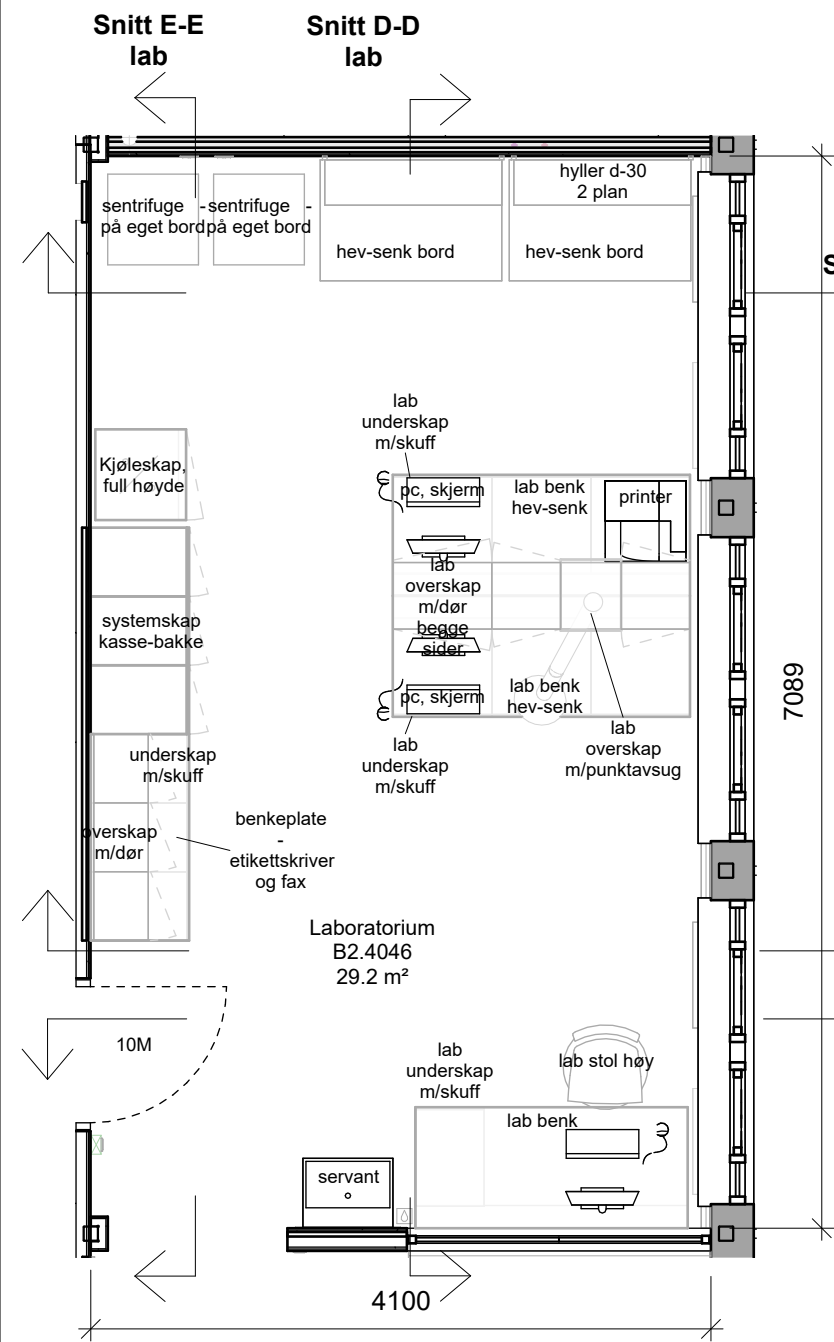 Snitt E-E
lab
Snitt D-D
lab
hyller d-30
2 plan
sentrifuge -
på eget bord
sentrifuge -
på eget bord
hev-senk bord
hev-senk bord
S
lab
underskap
m/skuff
Kjøleskap,
full høyde
pc, skjerm
lab benk
hev-senk
printer
lab
overskap
m/dør
begge
sider
systemskap
kasse-bakke
pc, skjerm
lab benk
hev-senk
7089
lab
underskap
m/skuff
lab
overskap
m/punktavsug
underskap
m/skuff
overskap
m/dør
benkeplate
-
etikettskriver
og fax
Laboratorium
B2.4046
29.2 m²
10M
lab
underskap
m/skuff
lab stol høy
lab benk
servant
4100